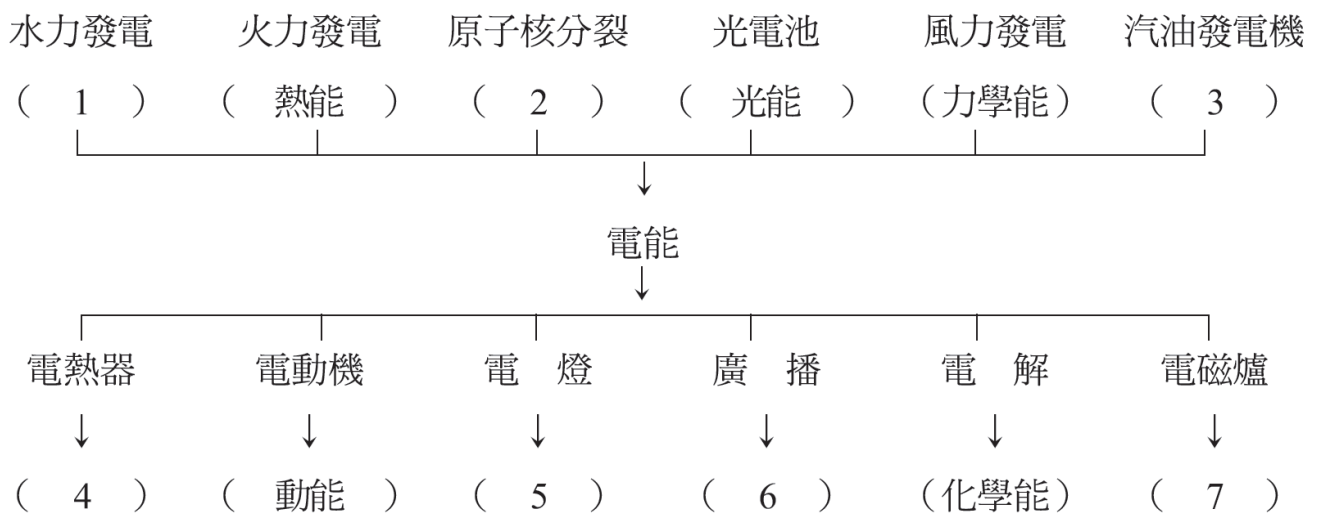 水力發電 火力發電 原子核分裂 光電池 風力發電 汽油發電機
( 1 ) ( 熱能 ) ( 2 ) ( 光能 ) (力學能) ( 3 )
↓
電能
↓
電熱器 電動機 電 燈 廣 播 電 解 電磁爐
↓ ↓ ↓ ↓ ↓ ↓
( 4 ) ( 動能 ) ( 5 ) ( 6 ) (化學能) ( 7 )